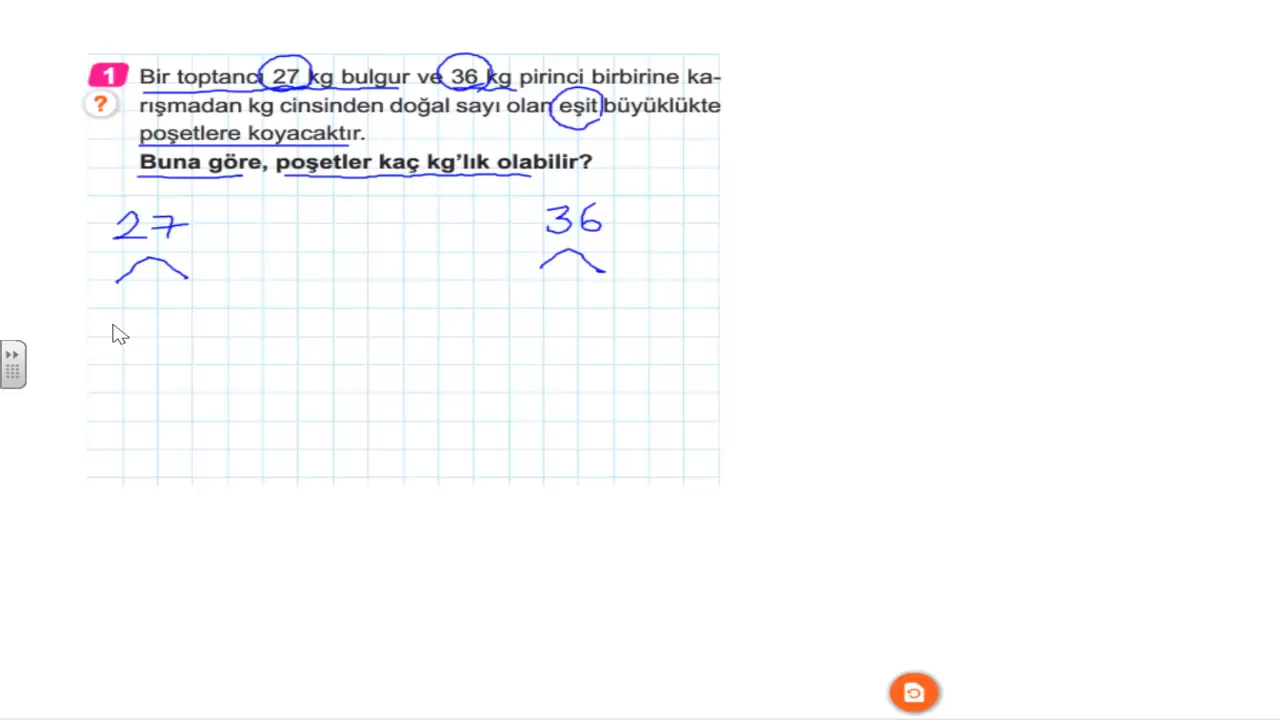 1 Bir toptancı 27 kg bulgur ve 36 kg pirinci birbirine ka-
? rışmadan kg cinsinden doğal sayı olan eşit büyüklükte
poşetlere koyacaktır.
Buna göre, poşetler kaç kg'lık olabilir?
27 36